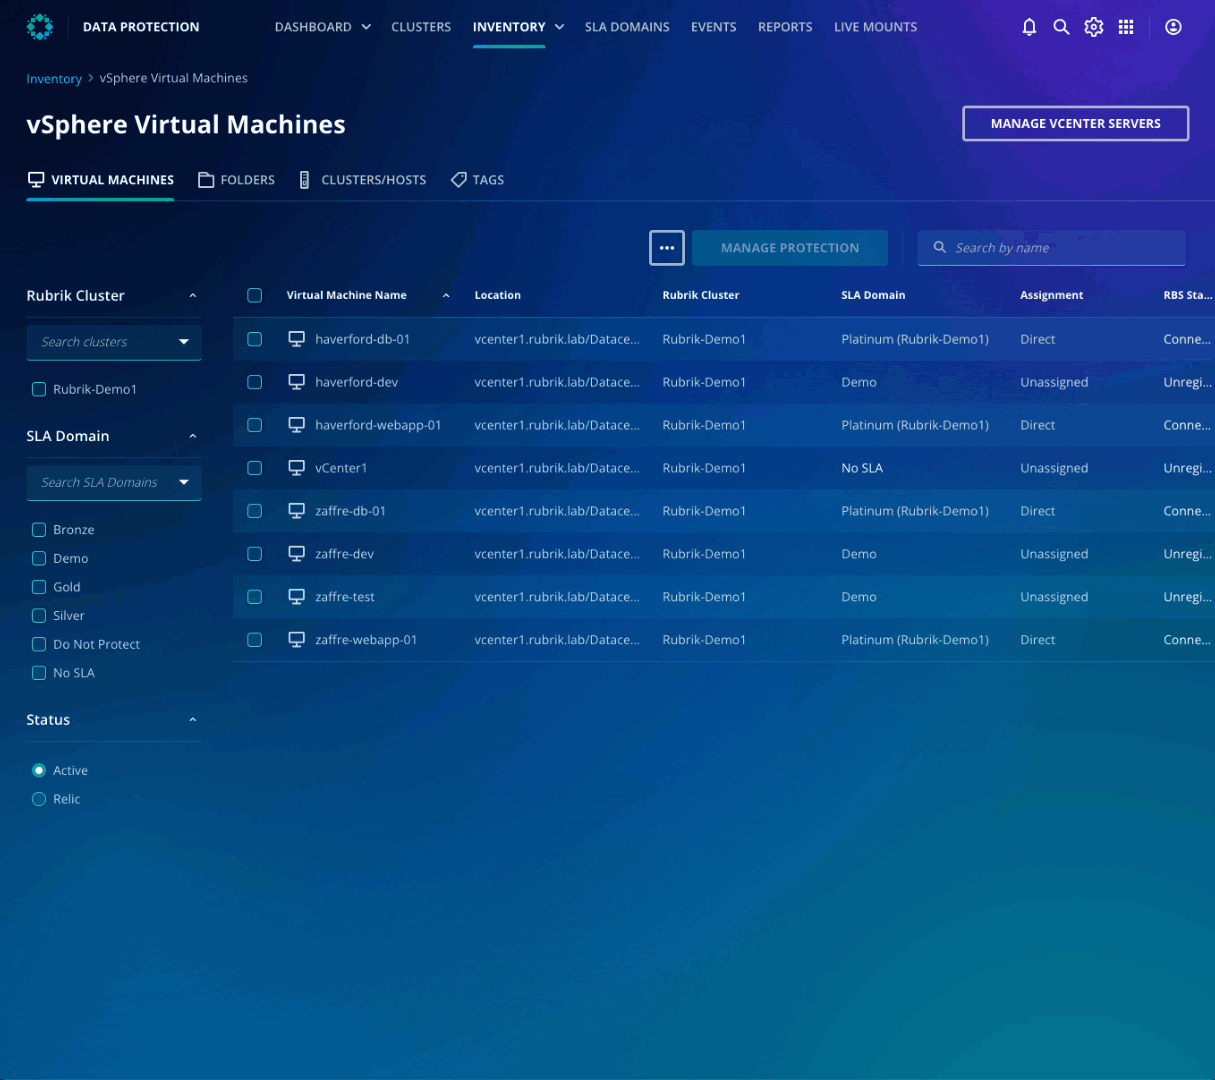 DATA PROTECTION DASHBOARD CLUSTERS INVENTORY SLA DOMAINS EVENTS REPORTS LIVE MOUNTS
Inventory > vSphere Virtual Machines
vSphere Virtual Machines
MANAGE VCENTER SERVERS
VIRTUAL MACHINES FOLDERS CLUSTERS/HOSTS TAGS
... MANAGE PROTECTION Search by name
Rubrik Cluster
Search clusters
Rubrik-Demo1
SLA Domain
Search SLA Domains
Bronze
Demo
Gold
Silver
Do Not Protect
No SLA
Status
Active
Relic
Virtual Machine Name Location Rubrik Cluster SLA Domain Assignment RBS Sta...
haverford-db-01 vcenter1.rubrik.lab/Datace... Rubrik-Demo1 Platinum (Rubrik-Demo1) Direct Conne...
haverford-dev vcenter1.rubrik.lab/Datace... Rubrik-Demo1 Demo Unassigned Unregi...
haverford-webapp-01 vcenter1.rubrik.lab/Datace... Rubrik-Demo1 Platinum (Rubrik-Demo1) Direct Conne...
vCenter1 vcenter1.rubrik.lab/Datace... Rubrik-Demo1 No SLA Unassigned Unregi...
zaffre-db-01 vcenter1.rubrik.lab/Datace... Rubrik-Demo1 Platinum (Rubrik-Demo1) Direct Conne...
zaffre-dev vcenter1.rubrik.lab/Datace... Rubrik-Demo1 Demo Unassigned Unregi...
zaffre-test vcenter1.rubrik.lab/Datace... Rubrik-Demo1 Demo Unassigned Unregi...
zaffre-webapp-01 vcenter1.rubrik.lab/Datace... Rubrik-Demo1 Platinum (Rubrik-Demo1) Direct Conne...